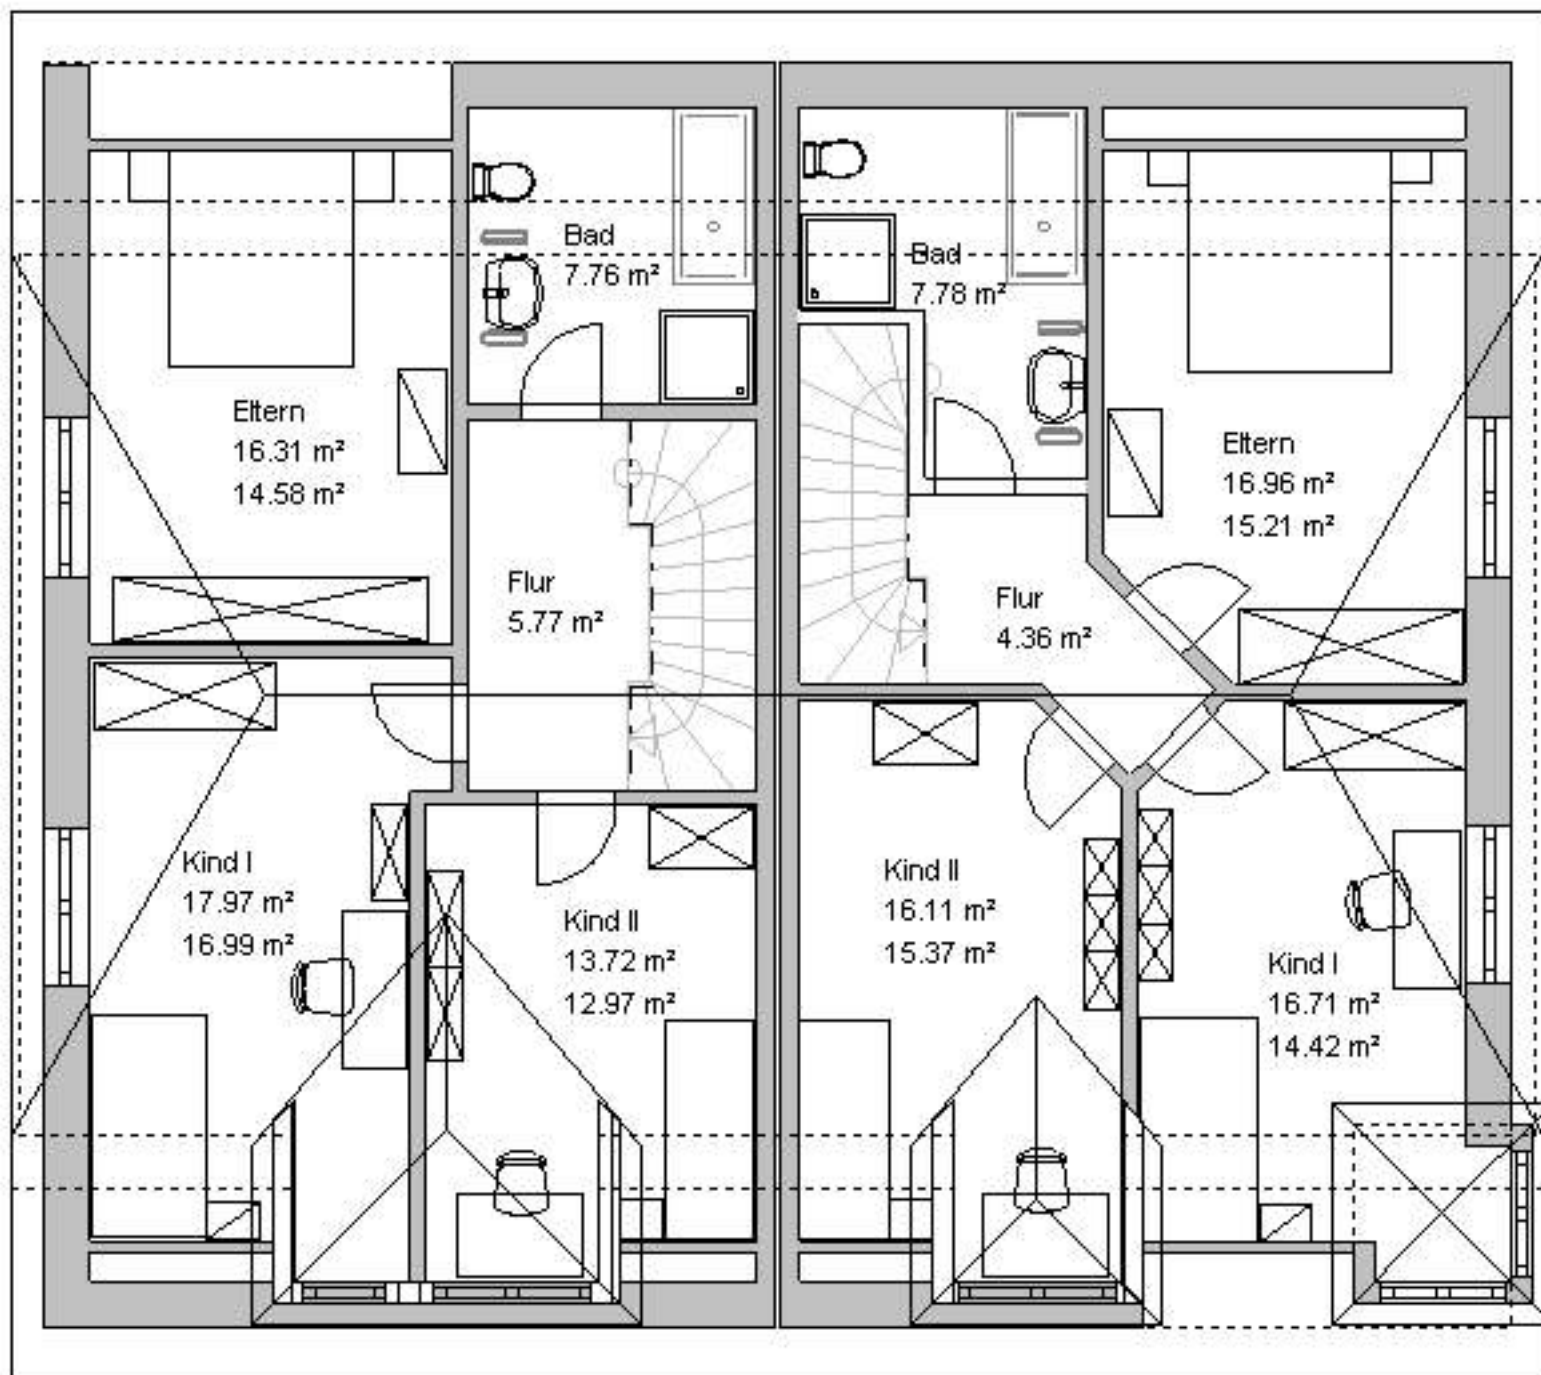 Bad
7.76 m²
Bad
7.78 m²
Eltern
16.31 m²
14.58 m²
Eltern
16.96 m²
15.21 m²
Flur
5.77 m²
Flur
4.36 m²
Kind I
17.97 m²
16.99 m²
Kind II
13.72 m²
12.97 m²
Kind II
16.11 m²
15.37 m²
Kind I
16.71 m²
14.42 m²